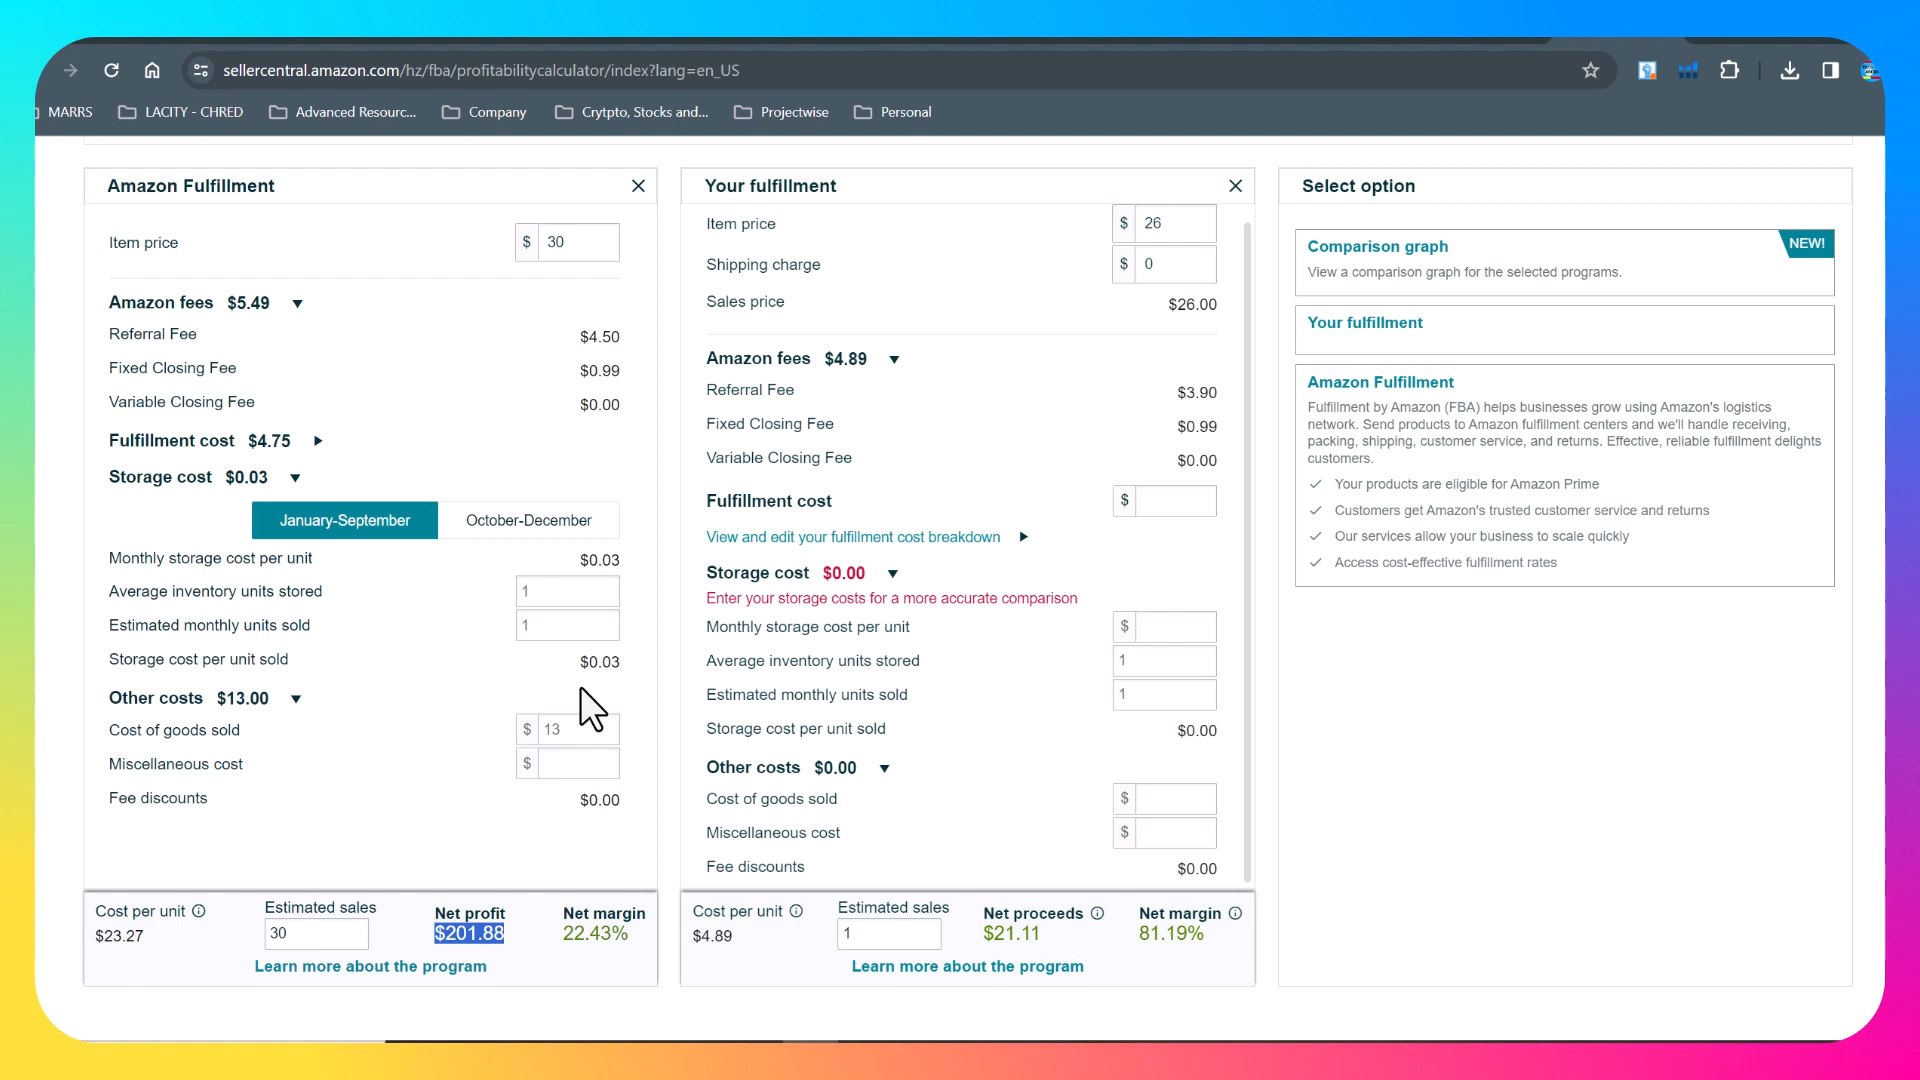 sellercentral.amazon.com/hz/fba/profitabilitycalculator/index?lang=en_US
MARRS
LACITY - CHRED
Advanced Resourc...
Company
Crytpto, Stocks and...
Projectwise
Personal
Amazon Fulfillment
Item price
$ 30
Amazon fees $5.49
Referral Fee
$4.50
Fixed Closing Fee
$0.99
Variable Closing Fee
$0.00
Fulfillment cost $4.75
Storage cost $0.03
January-September
October-December
Monthly storage cost per unit
$0.03
Average inventory units stored
1
Estimated monthly units sold
1
Storage cost per unit sold
$0.03
Other costs $13.00
Cost of goods sold
$ 13
Miscellaneous cost
$
Fee discounts
$0.00
Cost per unit
$23.27
Estimated sales
30
Net profit
$201.88
Net margin
22.43%
Learn more about the program
Your fulfillment
Item price
$ 26
Shipping charge
$ 0
Sales price
$26.00
Amazon fees $4.89
Referral Fee
$3.90
Fixed Closing Fee
$0.99
Variable Closing Fee
$0.00
Fulfillment cost
$
View and edit your fulfillment cost breakdown
Storage cost $0.00
Enter your storage costs for a more accurate comparison
Monthly storage cost per unit
$
Average inventory units stored
1
Estimated monthly units sold
1
Storage cost per unit sold
$0.00
Other costs $0.00
Cost of goods sold
$
Miscellaneous cost
$
Fee discounts
$0.00
Cost per unit
$4.89
Estimated sales
1
Net proceeds
$21.11
Net margin
81.19%
Learn more about the program
Select option
Comparison graph
NEW!
View a comparison graph for the selected programs.
Your fulfillment
Amazon Fulfillment
Fulfillment by Amazon (FBA) helps businesses grow using Amazon's logistics
network. Send products to Amazon fulfillment centers and we'll handle receiving,
packing, shipping, customer service, and returns. Effective, reliable fulfillment delights
customers.
Your products are eligible for Amazon Prime
Customers get Amazon's trusted customer service and returns
Our services allow your business to scale quickly
Access cost-effective fulfillment rates